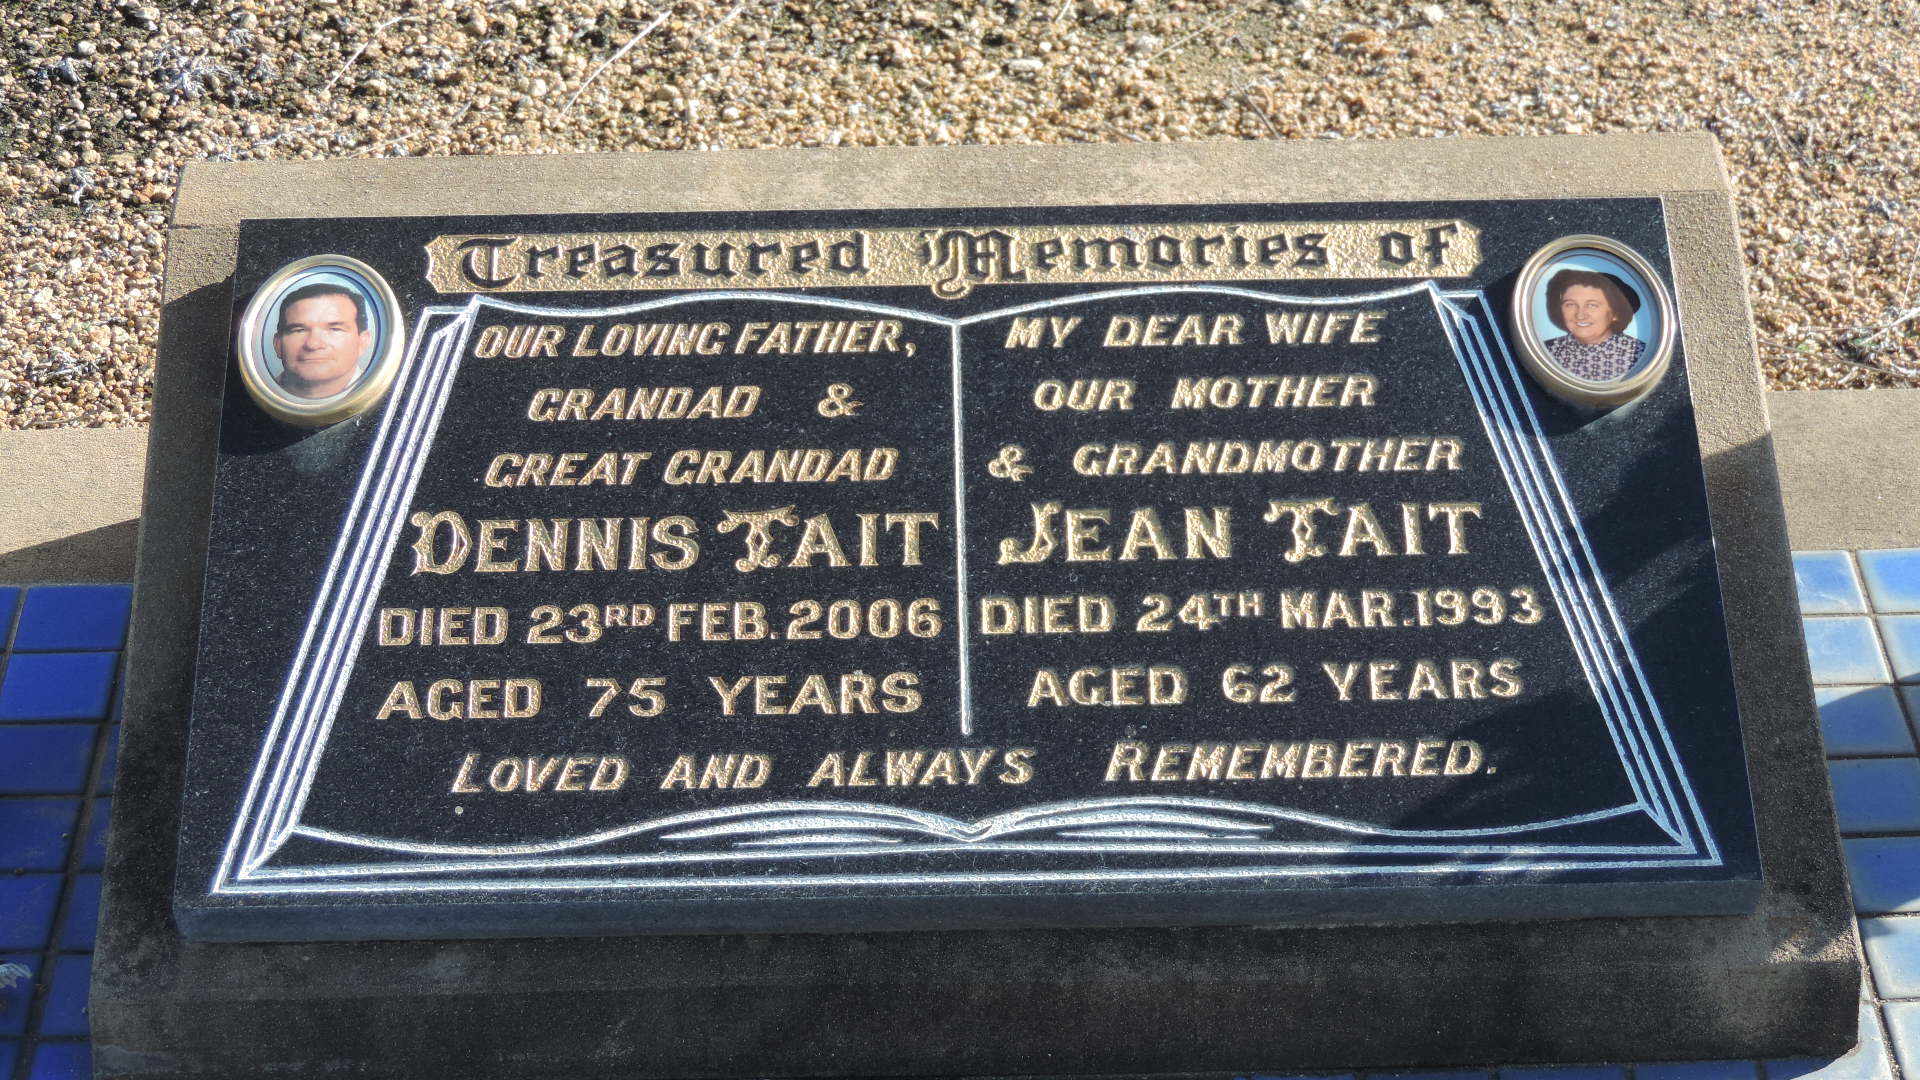 Treasured Memories of
OUR LOVING FATHER,
GRANDAD &
GREAT GRANDAD
DENNIS TAIT
DIED 23RD FEB. 2006
AGED 75 YEARS
MY DEAR WIFE
OUR MOTHER
& GRANDMOTHER
JEAN TAIT
DIED 24TH MAR. 1993
AGED 62 YEARS
LOVED AND ALWAYS REMEMBERED.